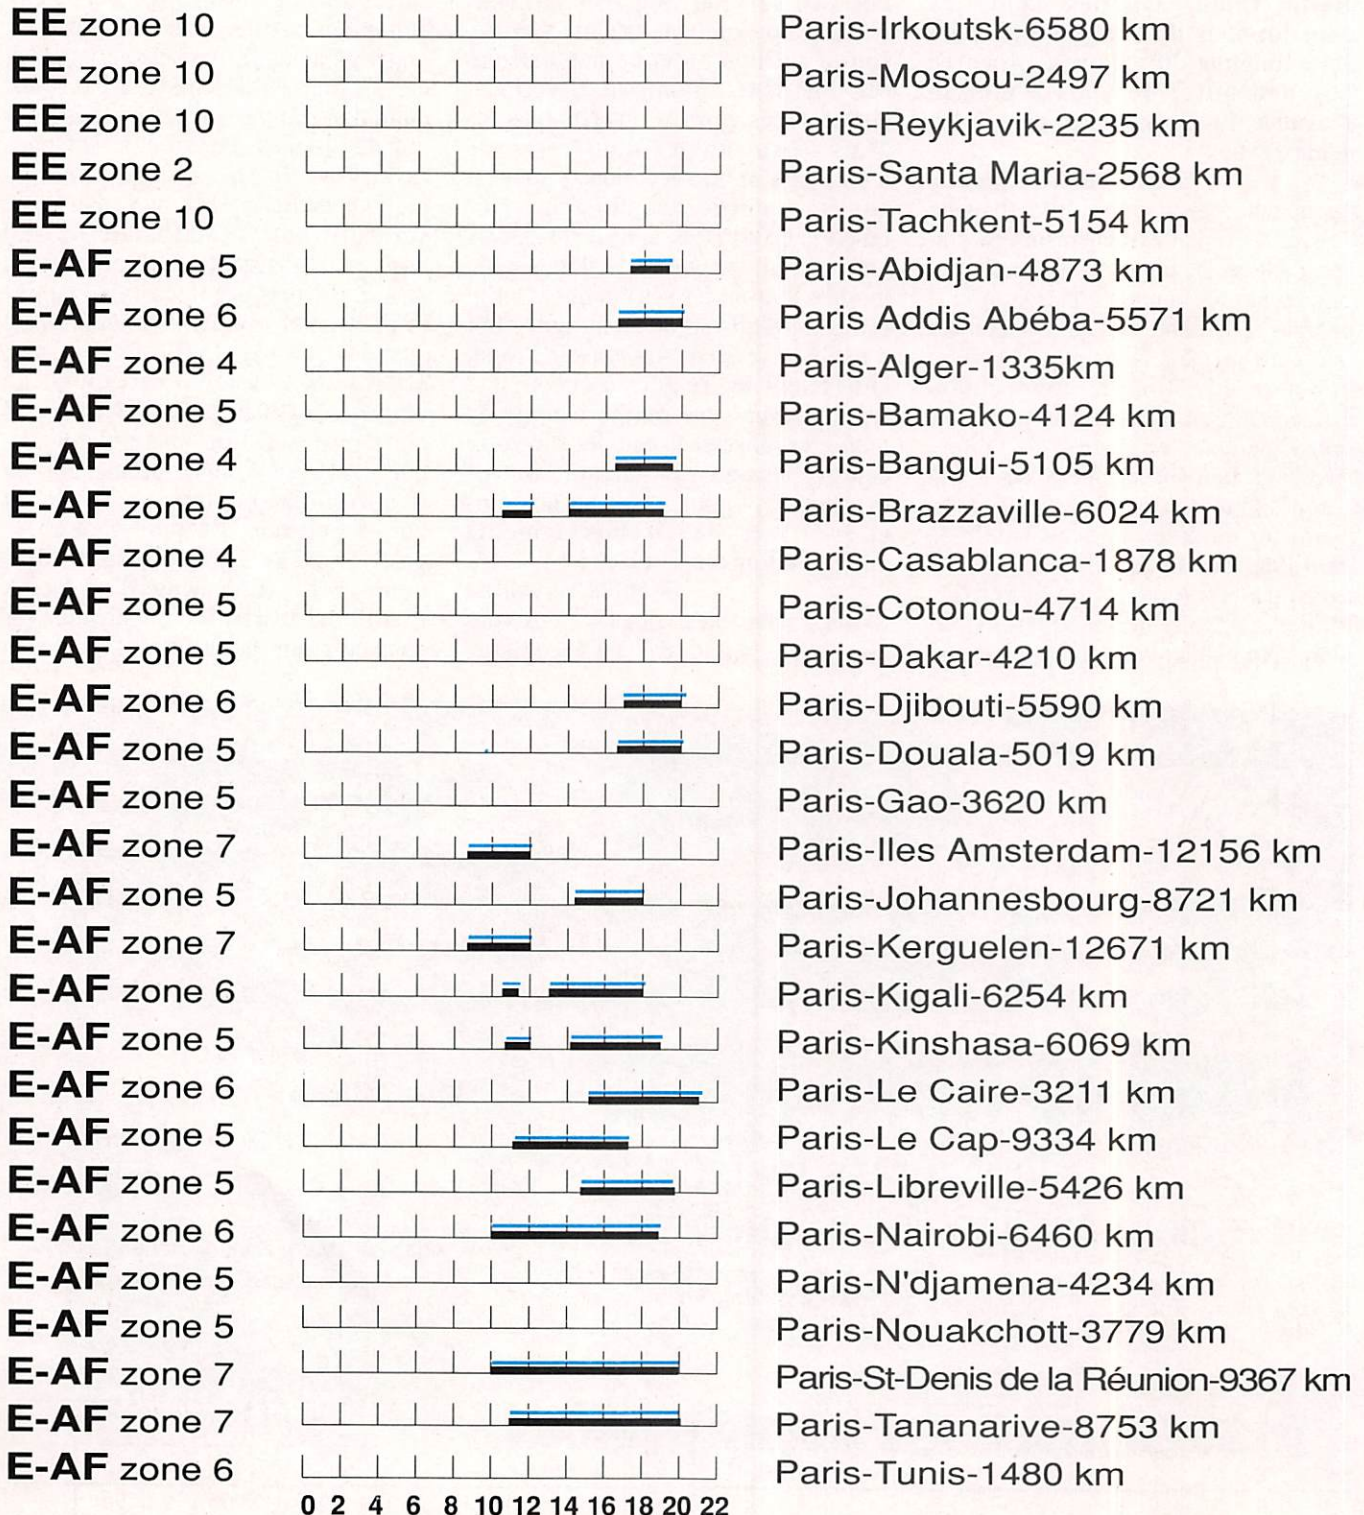 EE zone 10 Paris-Irkoutsk-6580 km
EE zone 10 Paris-Moscou-2497 km
EE zone 10 Paris-Reykjavik-2235 km
EE zone 2 Paris-Santa Maria-2568 km
EE zone 10 Paris-Tachkent-5154 km
E-AF zone 5 Paris-Abidjan-4873 km
E-AF zone 6 Paris Addis Abéba-5571 km
E-AF zone 4 Paris-Alger-1335km
E-AF zone 5 Paris-Bamako-4124 km
E-AF zone 4 Paris-Bangui-5105 km
E-AF zone 5 Paris-Brazzaville-6024 km
E-AF zone 4 Paris-Casablanca-1878 km
E-AF zone 5 Paris-Cotonou-4714 km
E-AF zone 5 Paris-Dakar-4210 km
E-AF zone 6 Paris-Djibouti-5590 km
E-AF zone 5 Paris-Douala-5019 km
E-AF zone 5 Paris-Gao-3620 km
E-AF zone 7 Paris-Iles Amsterdam-12156 km
E-AF zone 5 Paris-Johannesbourg-8721 km
E-AF zone 7 Paris-Kerguelen-12671 km
E-AF zone 6 Paris-Kigali-6254 km
E-AF zone 5 Paris-Kinshasa-6069 km
E-AF zone 6 Paris-Le Caire-3211 km
E-AF zone 5 Paris-Le Cap-9334 km
E-AF zone 5 Paris-Libreville-5426 km
E-AF zone 6 Paris-Nairobi-6460 km
E-AF zone 5 Paris-N'djamena-4234 km
E-AF zone 5 Paris-Nouakchott-3779 km
E-AF zone 7 Paris-St-Denis de la Réunion-9367 km
E-AF zone 7 Paris-Tananarive-8753 km
E-AF zone 6 Paris-Tunis-1480 km
0 2 4 6 8 10 12 14 16 18 20 22